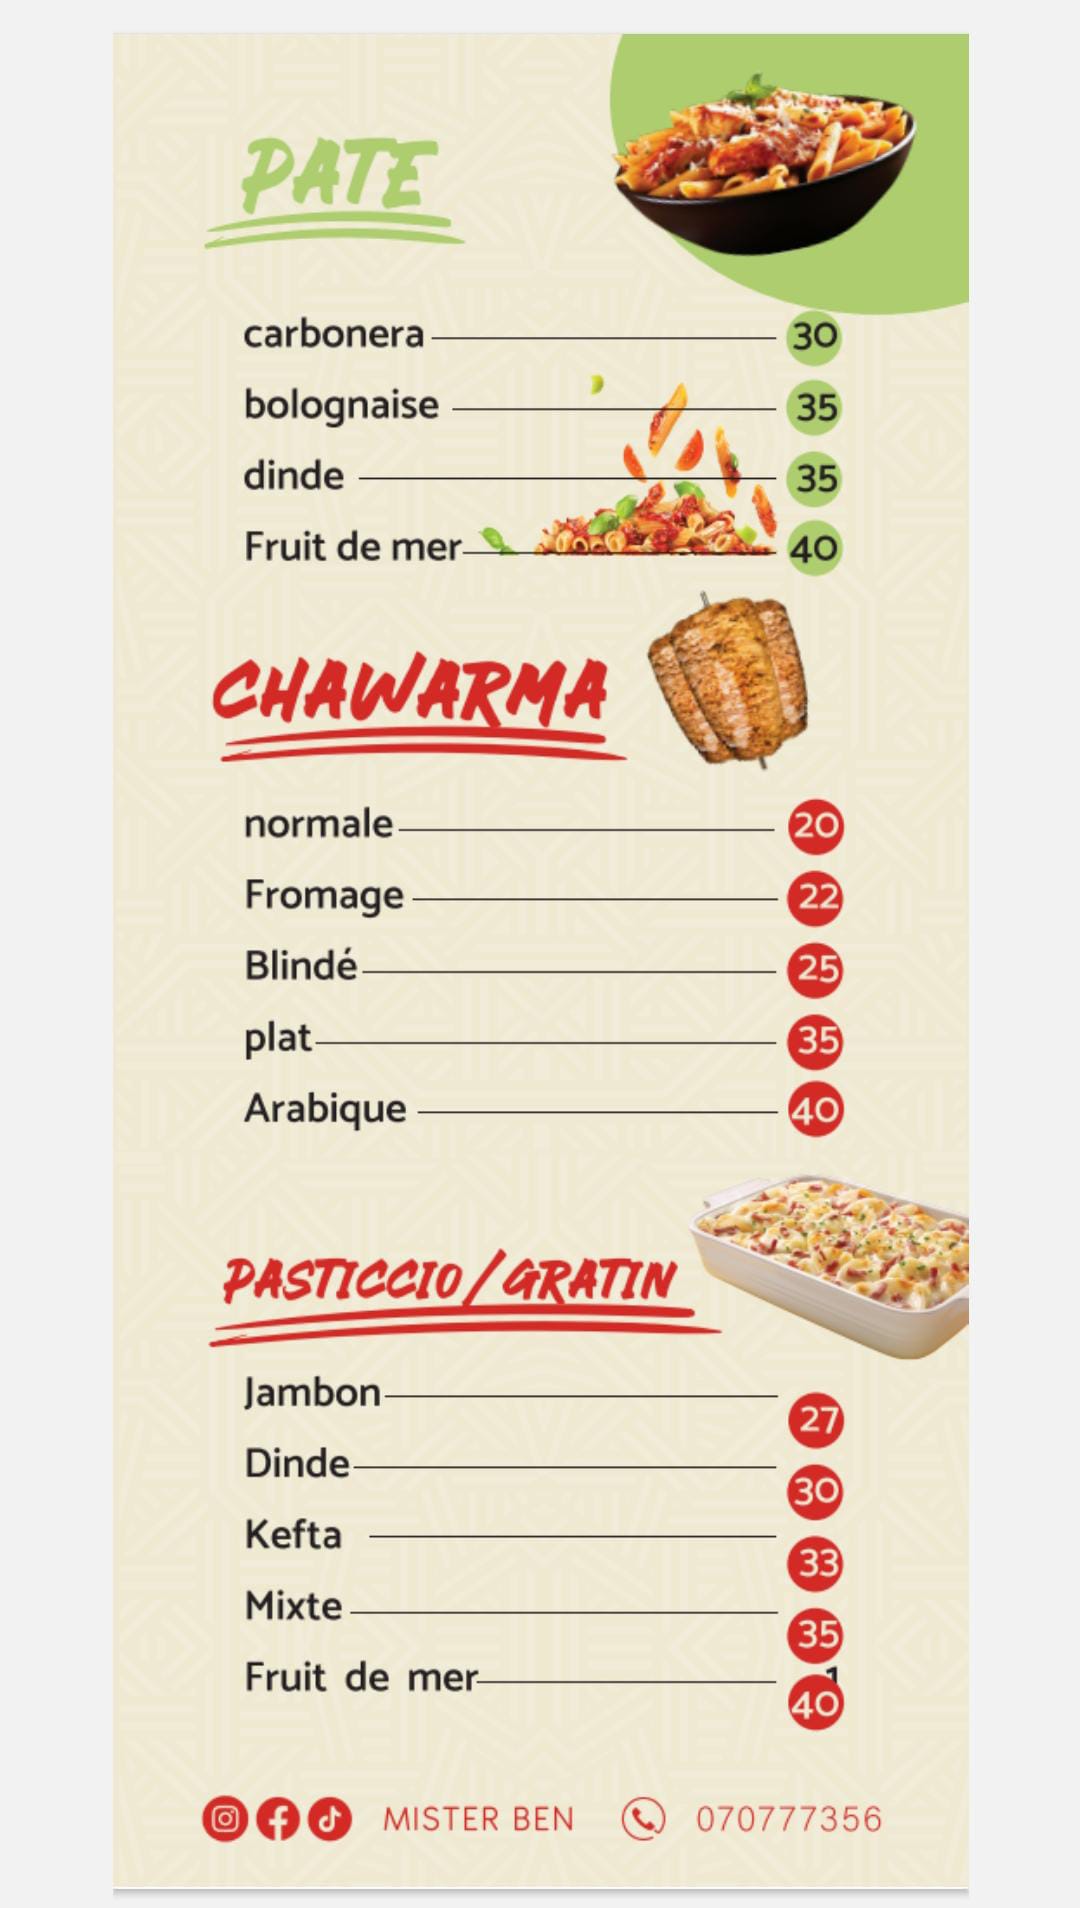 PATE
carbonera 30
bolognaise 35
dinde 35
Fruit de mer 40
CHAWARMA
normale 20
Fromage 22
Blindé 25
plat 35
Arabique 40
PASTICCIO/GRATIN
Jambon 27
Dinde 30
Kefta 33
Mixte 35
Fruit de mer 1
40
MISTER BEN 070777356